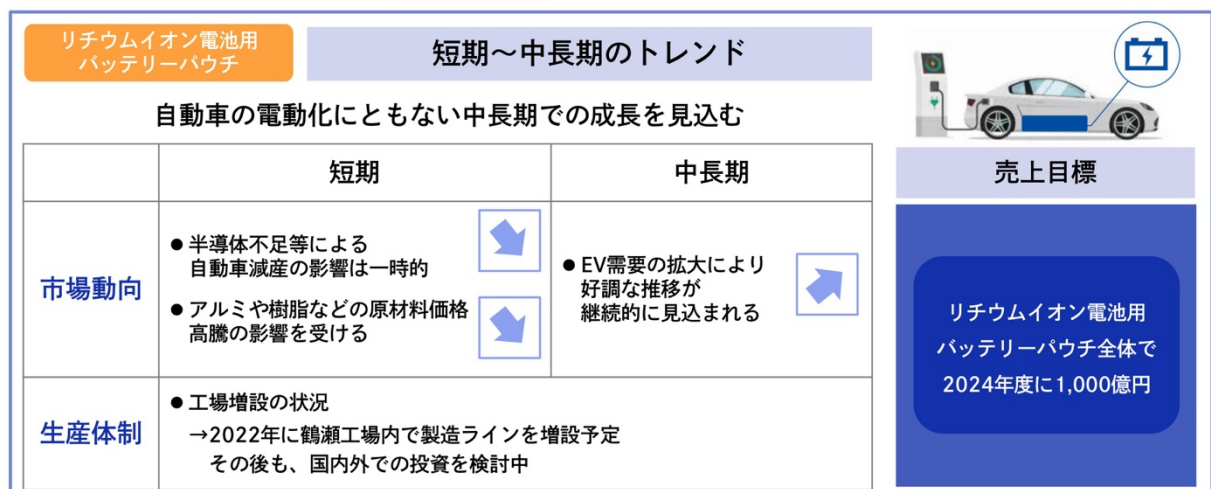 リチウムイオン電池用
バッテリーパウチ
短期～中長期のトレンド
自動車の電動化にともない中長期での成長を見込む
短期
中長期
市場動向
●半導体不足等による
自動車減産の影響は一時的
●アルミや樹脂などの原材料価格
高騰の影響を受ける
●EV需要の拡大により
好調な推移が
継続的に見込まれる
生産体制
●工場増設の状況
→2022年に鶴瀬工場内で製造ラインを増設予定
その後も、国内外での投資を検討中
売上目標
リチウムイオン電池用
バッテリーパウチ全体で
2024年度に1,000億円